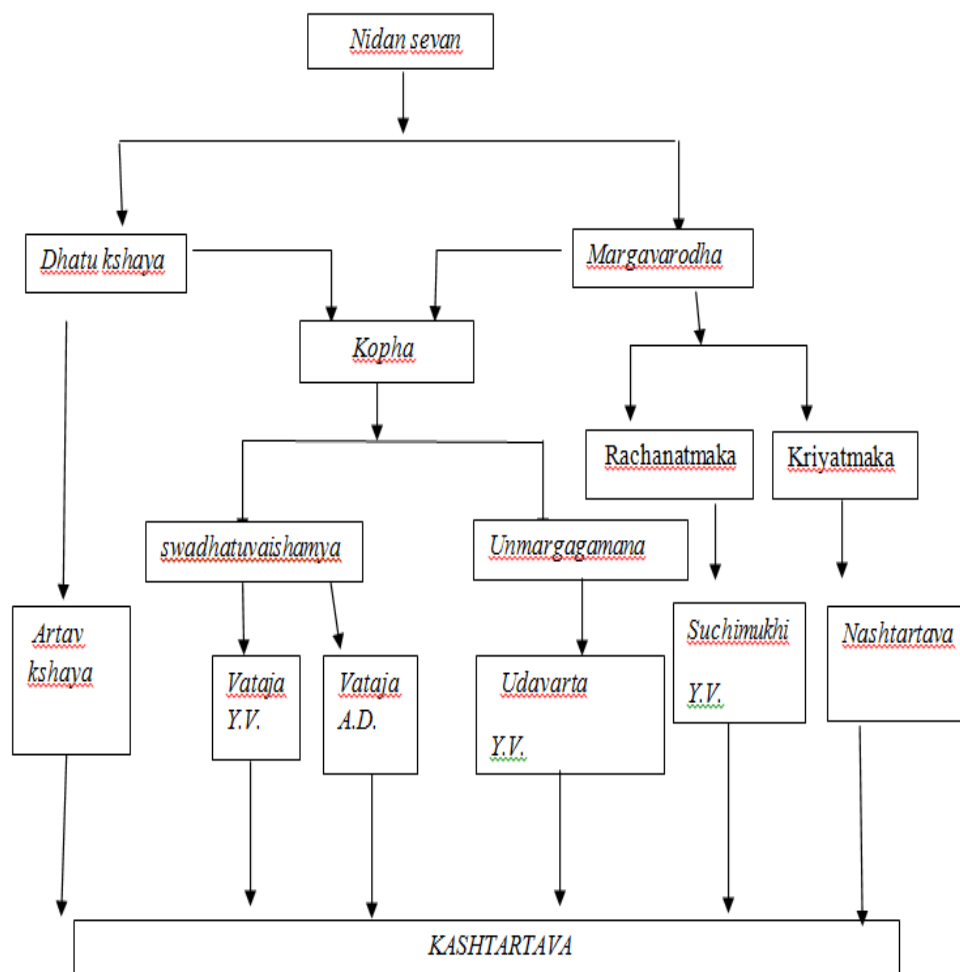 Nidan sevan
Dhatu kshaya
Margavarodha
Kopha
Rachanatmaka
Kriyatmaka
swadhatuvaishamya
Unmargagamana
Artav
kshaya
Vataja
Y.V.
Vataja
A.D.
Udavarta
Y.V.
Suchimukhi
Y.V.
Nashtartava
KASHTARTAVA